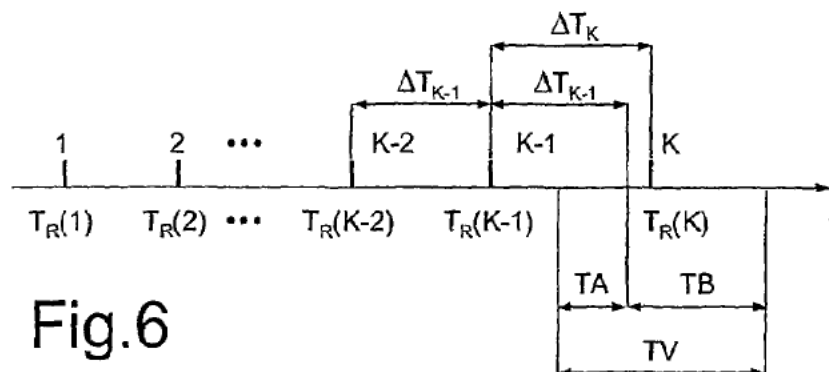 ΔT_K
ΔT_K-1 ΔT_K-1
1 2 ••• K-2 K-1 K
T_R(1) T_R(2) ••• T_R(K-2) T_R(K-1) T_R(K)
TA TB
TV
Fig.6